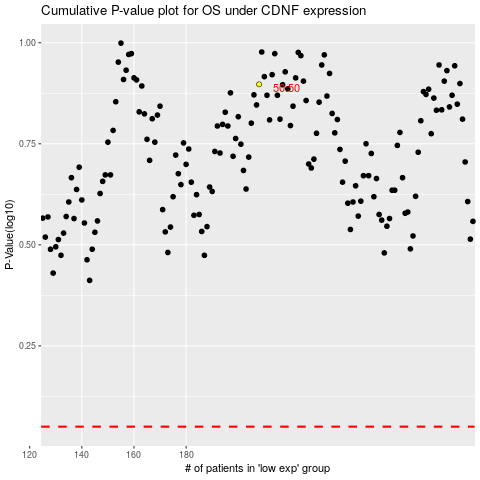 Cumulative P-value plot for OS under CDNF expression
P-Value(log10)
1.00
0.75
0.50
0.25
50:50
120 140 160 180
# of patients in 'low exp' group